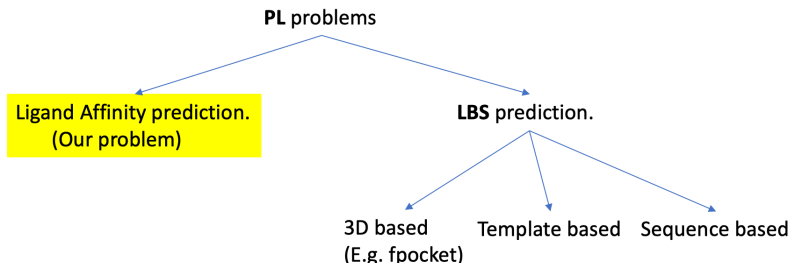 PL problems
Ligand Affinity prediction.
(Our problem)
LBS prediction.
3D based
(E.g. fpocket)
Template based
Sequence based